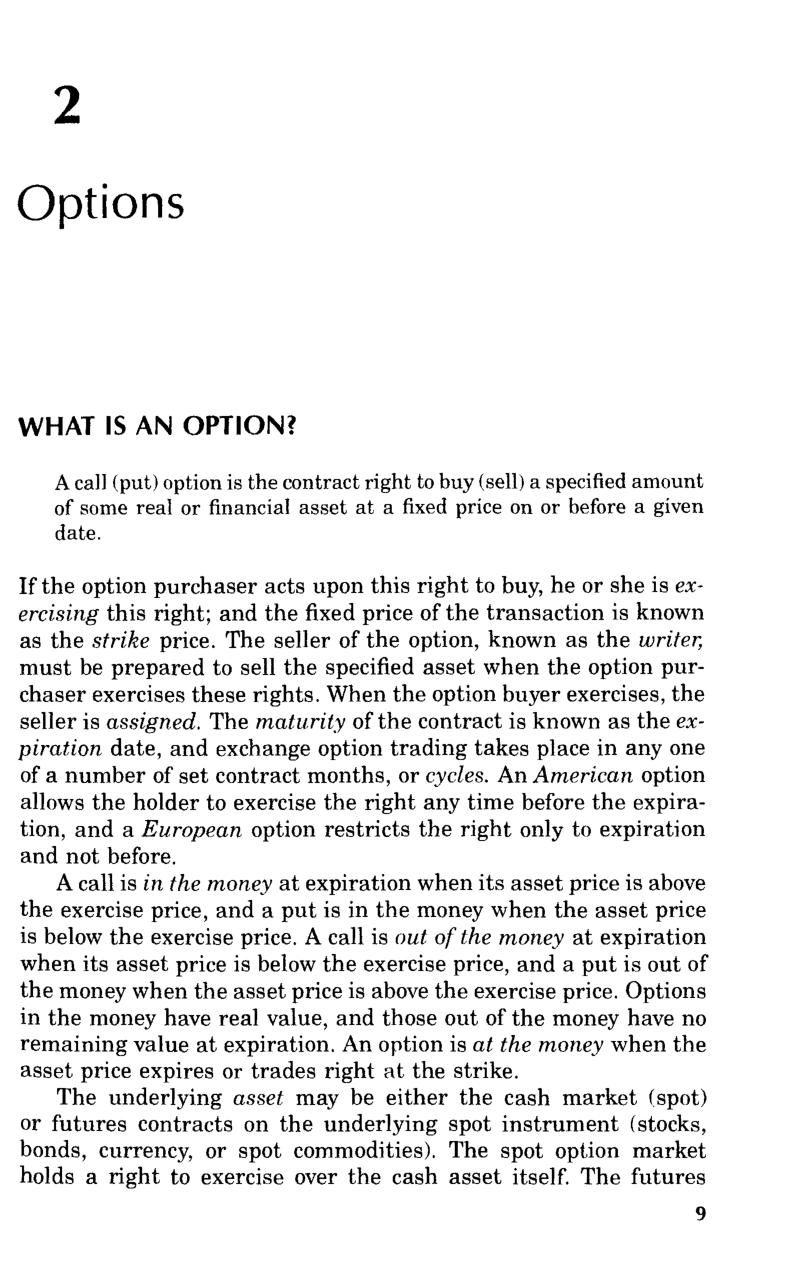 2
Options
WHAT IS AN OPTION?
A call (put) option is the contract right to buy (sell) a specified amount
of some real or financial asset at a fixed price on or before a given
date.
If the option purchaser acts upon this right to buy, he or she is ex-
ercising this right; and the fixed price of the transaction is known
as the strike price. The seller of the option, known as the writer,
must be prepared to sell the specified asset when the option pur-
chaser exercises these rights. When the option buyer exercises, the
seller is assigned. The maturity of the contract is known as the ex-
piration date, and exchange option trading takes place in any one
of a number of set contract months, or cycles. An American option
allows the holder to exercise the right any time before the expira-
tion, and a European option restricts the right only to expiration
and not before.
A call is in the money at expiration when its asset price is above
the exercise price, and a put is in the money when the asset price
is below the exercise price. A call is out of the money at expiration
when its asset price is below the exercise price, and a put is out of
the money when the asset price is above the exercise price. Options
in the money have real value, and those out of the money have no
remaining value at expiration. An option is at the money when the
asset price expires or trades right at the strike.
The underlying asset may be either the cash market (spot)
or futures contracts on the underlying spot instrument (stocks,
bonds, currency, or spot commodities). The spot option market
holds a right to exercise over the cash asset itself. The futures
9